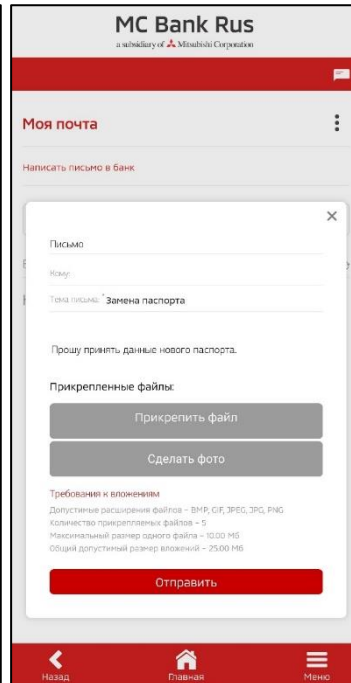 MC Bank Rus
a subsidiary of Mitsubishi Corporation
Моя почта
Написать письмо в банк
Письмо
Кому:
Тема письма: * Замена паспорта
Прошу принять данные нового паспорта.
Прикрепленные файлы:
Прикрепить файл
Сделать фото
Требования к вложениям
Допустимые расширения файлов – BMP, GIF, JPEG, JPG, PNG
Количество прикрепляемых файлов – 5
Максимальный размер одного файла – 10.00 Мб
Общий допустимый размер вложений – 25.00 Мб
Отправить
Назад
Главная
Меню